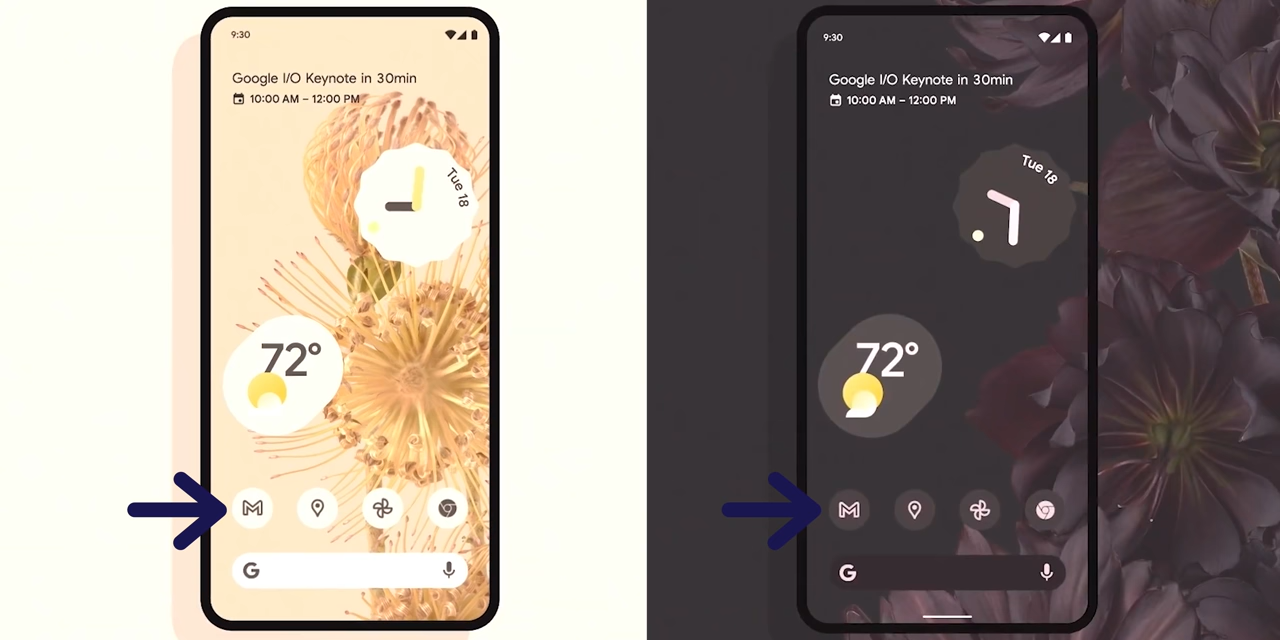 9:30
Google I/O Keynote in 30min
10:00 AM – 12:00 PM
Tue 18
72°
G
9:30
Google I/O Keynote in 30min
10:00 AM – 12:00 PM
Tue 18
72°
G